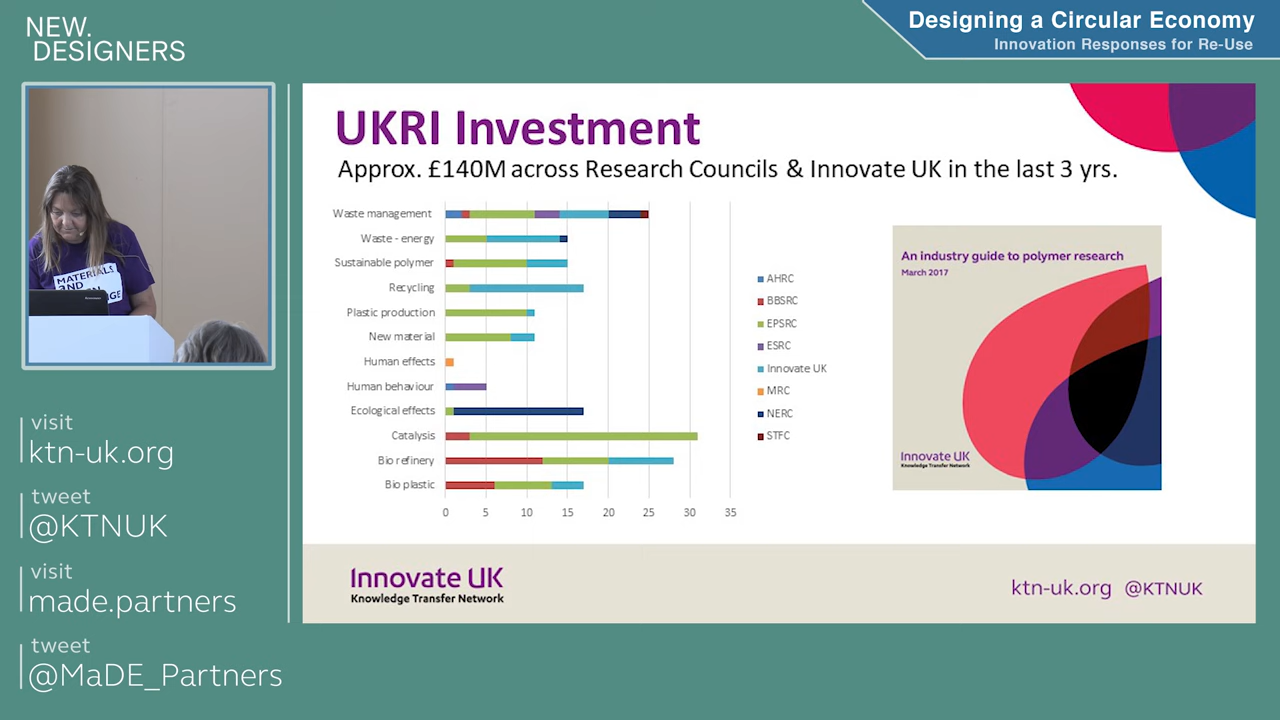 NEW.
DESIGNERS
Designing a Circular Economy
Innovation Responses for Re-Use
MATERIALS
visit
ktn-uk.org
tweet
@KTNUK
visit
made.partners
tweet
@MaDE_Partners
UKRI Investment
Approx. £140M across Research Councils & Innovate UK in the last 3 yrs.
Waste management
Waste - energy
Sustainable polymer
Recycling
Plastic production
New material
Human effects
Human behaviour
Ecological effects
Catalysis
Bio refinery
Bio plastic
0 5 10 15 20 25 30 35
AHRC
BBSRC
EPSRC
ESRC
Innovate UK
MRC
NERC
STFC
An industry guide to polymer research
March 2017
Innovate UK
Knowledge Transfer Network
Innovate UK
Knowledge Transfer Network
ktn-uk.org @KTNUK